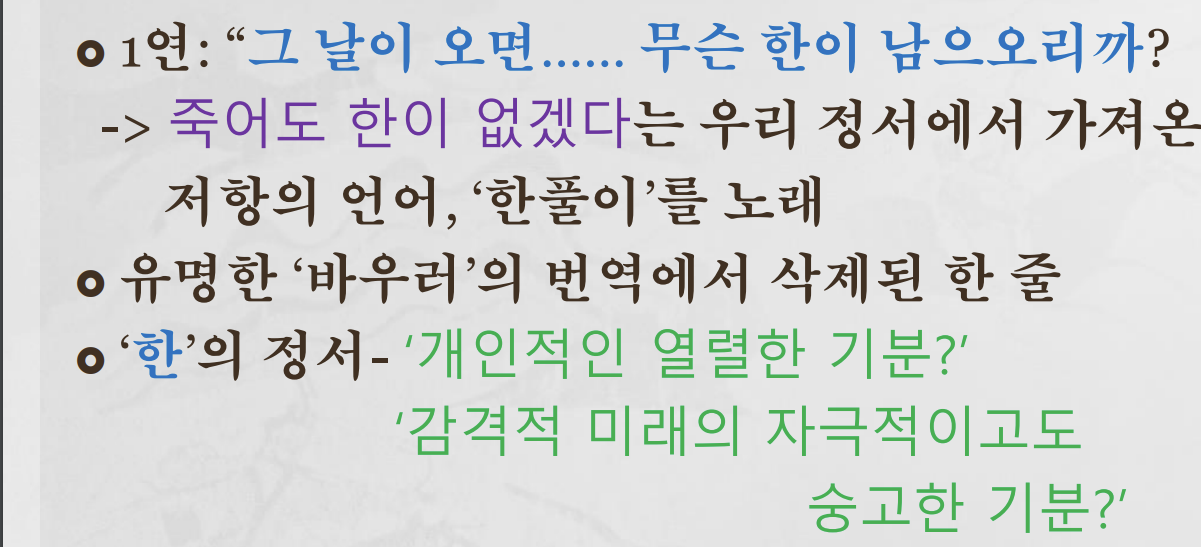 1연: “그 날이 오면…… 무슨 한이 남으오리까?
-> 죽어도 한이 없겠다는 우리 정서에서 가져온
저항의 언어, ‘한풀이’를 노래
유명한 ‘바우러’의 번역에서 삭제된 한 줄
‘한’의 정서- ‘개인적인 열렬한 기분?’
‘감격적 미래의 자극적이고도
숭고한 기분?’